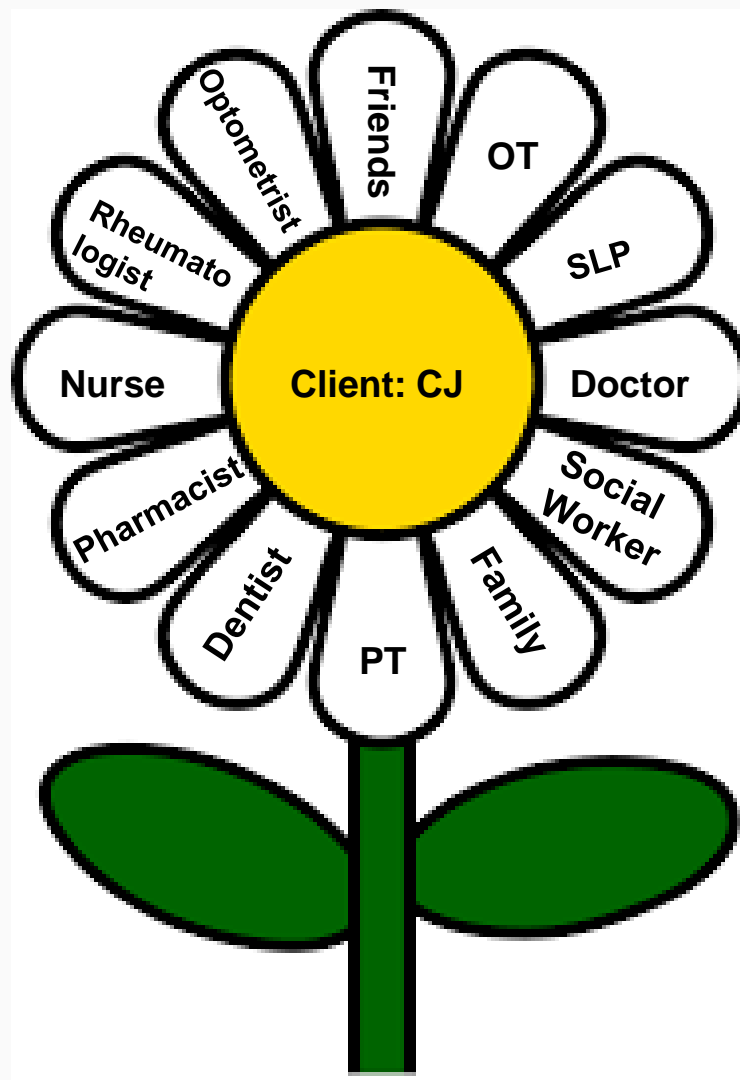 Friends
OT
SLP
Doctor
Social
Worker
Family
PT
Dentist
Pharmacist
Nurse
Rheumato
logist
Optometrist
Client: CJ